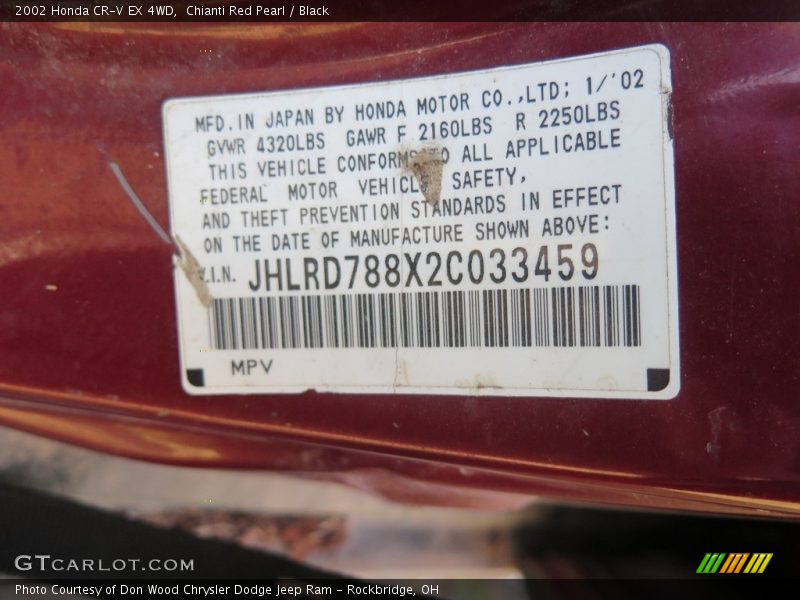 2002 Honda CR-V EX 4WD,  Chianti Red Pearl / Black
MFD.IN JAPAN BY HONDA MOTOR CO.,LTD; 1/'02
GVWR 4320LBS  GAWR F 2160LBS  R 2250LBS
THIS VEHICLE CONFORMS TO ALL APPLICABLE
FEDERAL MOTOR VEHICLE SAFETY,
AND THEFT PREVENTION STANDARDS IN EFFECT
ON THE DATE OF MANUFACTURE SHOWN ABOVE:
V.I.N. JHLRD788X2C033459
MPV
GTCARLOT.COM
Photo Courtesy of Don Wood Chrysler Dodge Jeep Ram - Rockbridge, OH